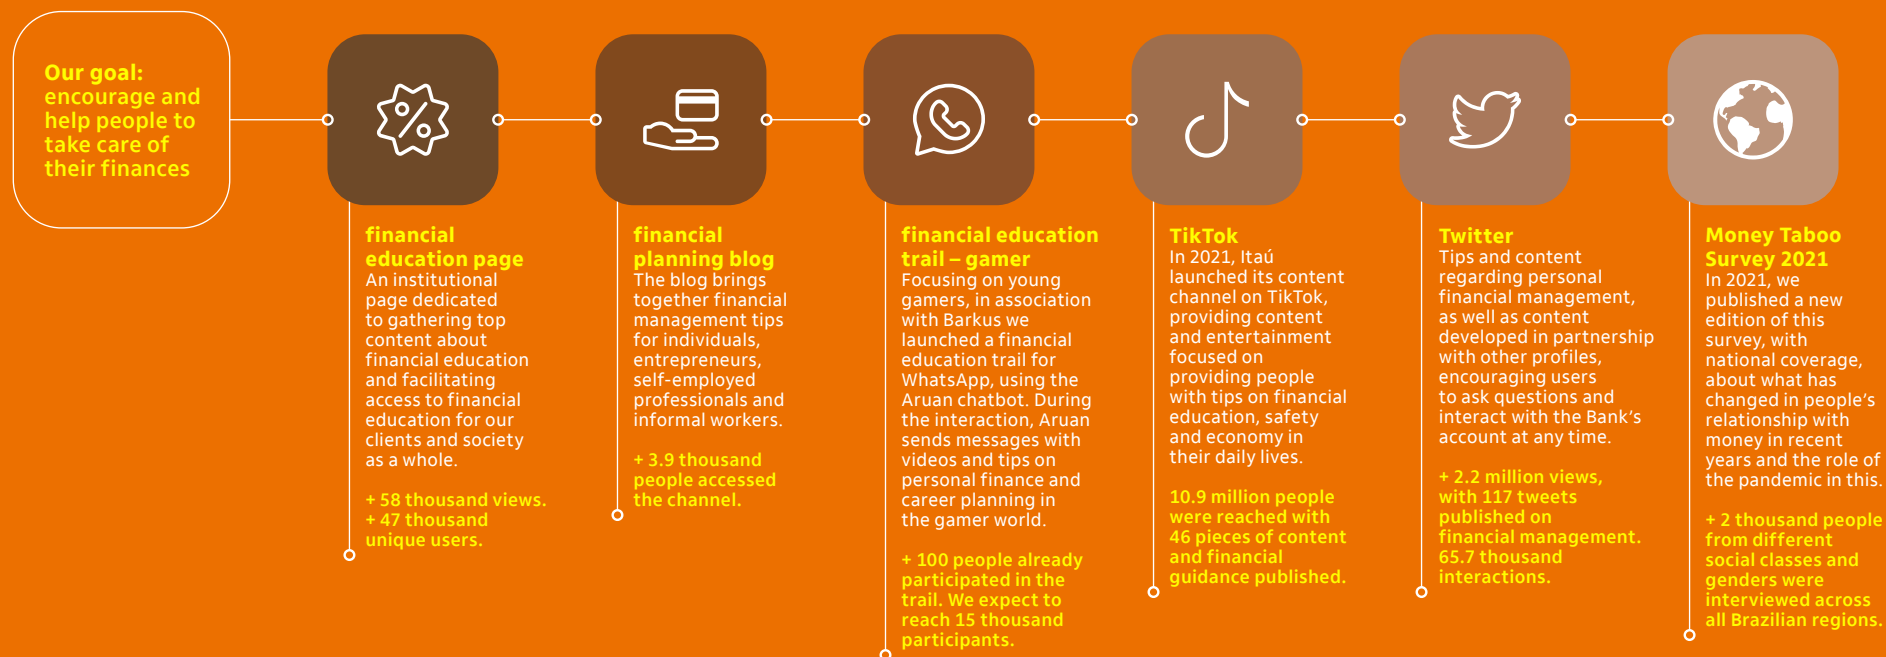 Our goal:
encourage and
help people to
take care of
their finances
financial
education page
An institutional
page dedicated
to gathering top
content about
financial education
and facilitating
access to financial
education for our
clients and society
as a whole.
+ 58 thousand views.
+ 47 thousand
unique users.
financial
planning blog
The blog brings
together financial
management tips
for individuals,
entrepreneurs,
self-employed
professionals and
informal workers.
+ 3.9 thousand
people accessed
the channel.
financial education
trail – gamer
Focusing on young
gamers, in association
with Barkus we
launched a financial
education trail for
WhatsApp, using the
Aruan chatbot. During
the interaction, Aruan
sends messages with
videos and tips on
personal finance and
career planning in
the gamer world.
+ 100 people already
participated in the
trail. We expect to
reach 15 thousand
participants.
TikTok
In 2021, Itaú
launched its content
channel on TikTok,
providing content
and entertainment
focused on
providing people
with tips on financial
education, safety
and economy in
their daily lives.
10.9 million people
were reached with
46 pieces of content
and financial
guidance published.
Twitter
Tips and content
regarding personal
financial management,
as well as content
developed in partnership
with other profiles,
encouraging users
to ask questions and
interact with the Bank’s
account at any time.
+ 2.2 million views,
with 117 tweets
published on
financial management.
65.7 thousand
interactions.
Money Taboo
Survey 2021
In 2021, we
published a new
edition of this
survey, with
national coverage,
about what has
changed in people’s
relationship with
money in recent
years and the role of
the pandemic in this.
+ 2 thousand people
from different
social classes and
genders were
interviewed across
all Brazilian regions.